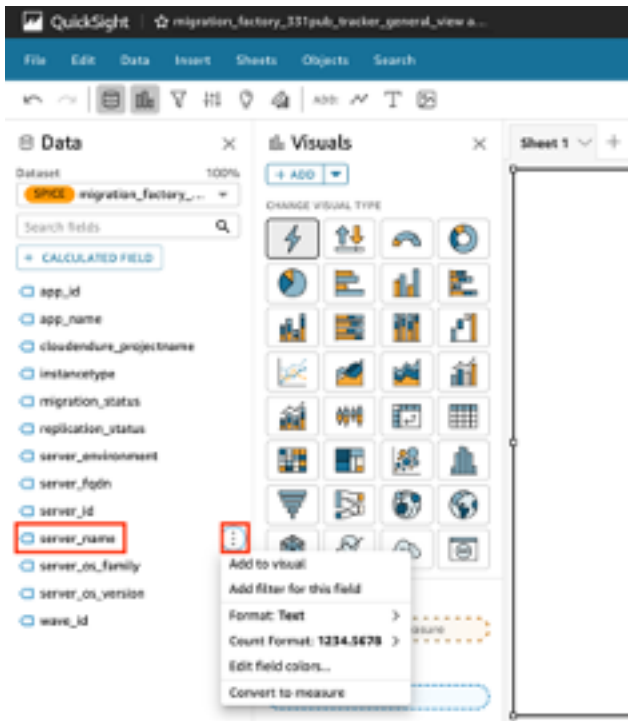 QuickSight
migration_factory_331pub_tracker_general_view a...
File Edit Data Insert Sheets Objects Search
ADD:
Data
Visuals
Sheet 1
Dataset
100%
SPICE migration_factory_...
+ ADD
CHANGE VISUAL TYPE
Search fields
+ CALCULATED FIELD
app_id
app_name
cloudendure_projectname
instancetype
migration_status
replication_status
server_environment
server_fqdn
server_id
server_name
server_os_family
server_os_version
wave_id
Add to visual
Add filter for this field
Format: Text
Count Format: 1234.5678
Edit field colors...
Convert to measure